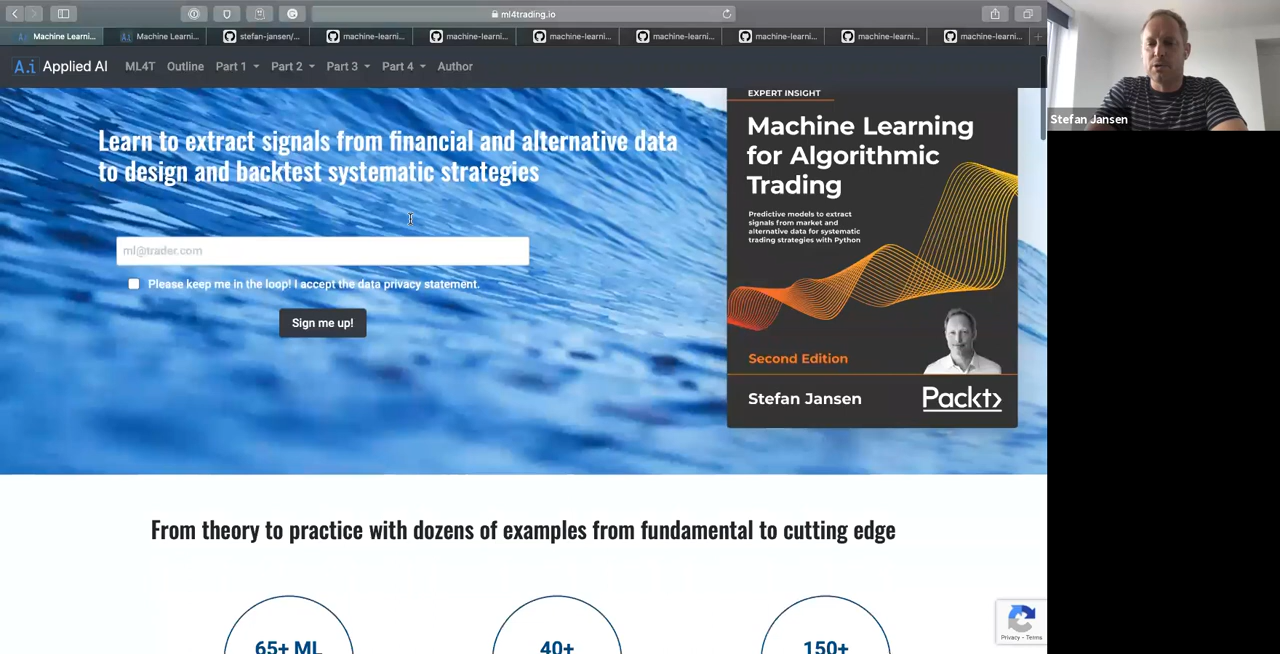 ml4trading.io
Machine Learni...
Machine Learni...
stefan-jansen/...
machine-learni...
machine-learni...
machine-learni...
machine-learni...
machine-learni...
machine-learni...
machine-learni...
A.i Applied AI
ML4T
Outline
Part 1
Part 2
Part 3
Part 4
Author
Learn to extract signals from financial and alternative data
to design and backtest systematic strategies
ml@trader.com
Please keep me in the loop! I accept the data privacy statement.
Sign me up!
EXPERT INSIGHT
Machine Learning
for Algorithmic
Trading
Predictive models to extract
signals from market and
alternative data for systematic
trading strategies with Python
Second Edition
Stefan Jansen
Packt>
From theory to practice with dozens of examples from fundamental to cutting edge
65+ ML
40+
150+
Privacy - Terms
Stefan Jansen